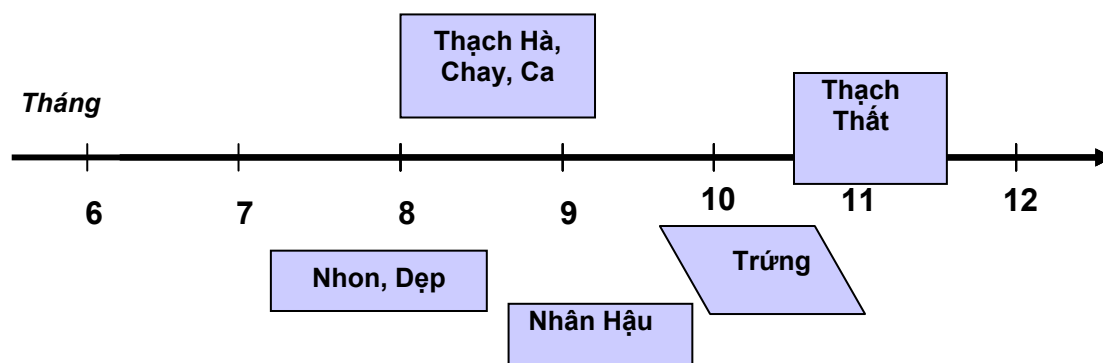 Thạch Hà,
Chay, Ca
Thạch
Thất
Tháng
6 7 8 9 10 11 12
Nhon, Dẹp
Trứng
Nhân Hậu